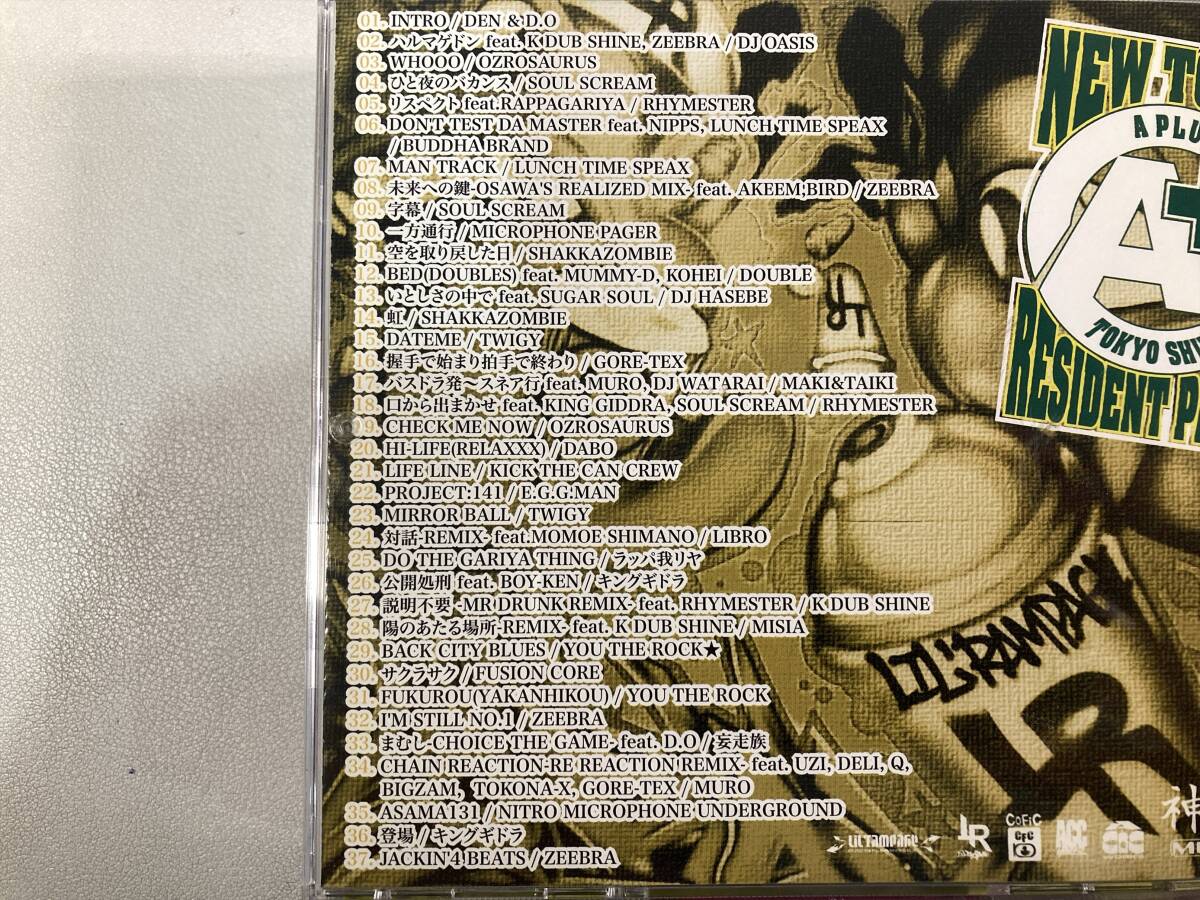 01. INTRO / DEN & D.O
02. ハルマゲドン feat. K DUB SHINE, ZEEBRA / DJ OASIS
03. WHOOO / OZROSAURUS
04. ひと夜のバカンス / SOUL SCREAM
05. リスペクト feat.RAPPAGARIYA / RHYMESTER
06. DON'T TEST DA MASTER feat. NIPPS, LUNCH TIME SPEAX
/ BUDDHA BRAND
07. MAN TRACK / LUNCH TIME SPEAX
08. 未来への鍵-OSAWA'S REALIZED MIX- feat. AKEEM;BIRD / ZEEBRA
09. 字幕 / SOUL SCREAM
10. 一方通行 / MICROPHONE PAGER
11. 空を取り戻した日 / SHAKKAZOMBIE
12. BED(DOUBLES) feat. MUMMY-D, KOHEI / DOUBLE
13. いとしさの中で feat. SUGAR SOUL / DJ HASEBE
14. 虹 / SHAKKAZOMBIE
15. DATEME / TWIGY
16. 握手で始まり拍手で終わり / GORE-TEX
17. バスドラ発〜スネア行 feat. MURO, DJ WATARAI / MAKI&TAIKI
18. 口から出まかせ feat. KING GIDDRA, SOUL SCREAM / RHYMESTER
19. CHECK ME NOW / OZROSAURUS
20. HI-LIFE(RELAXXX) / DABO
21. LIFE LINE / KICK THE CAN CREW
22. PROJECT:141 / E.G.G.MAN
23. MIRROR BALL / TWIGY
24. 対話-REMIX- feat.MOMOE SHIMANO / LIBRO
25. DO THE GARIYA THING / ラッパ我リヤ
26. 公開処刑 feat. BOY-KEN / キングギドラ
27. 説明不要 -MR DRUNK REMIX- feat. RHYMESTER / K DUB SHINE
28. 陽のあたる場所-REMIX- feat. K DUB SHINE / MISIA
29. BACK CITY BLUES / YOU THE ROCK★
30. サクラサク / FUSION CORE
31. FUKUROU(YAKANHIKOU) / YOU THE ROCK
32. I'M STILL NO.1 / ZEEBRA
33. まむし-CHOICE THE GAME- feat. D.O / 妄走族
34. CHAIN REACTION-RE REACTION REMIX- feat. UZI, DELI, Q,
BIGZAM, TOKONA-X, GORE-TEX / MURO
35. ASAMA131 / NITRO MICROPHONE UNDERGROUND
36. 登場 / キングギドラ
37. JACKIN'4 BEATS / ZEEBRA
NEW
A PLU
A
TOKYO SHI
RESIDENT P
LIL'RAMPAGE
LR
LIL'RAMPAGE
LR
COFIC
CFC
ACC
神